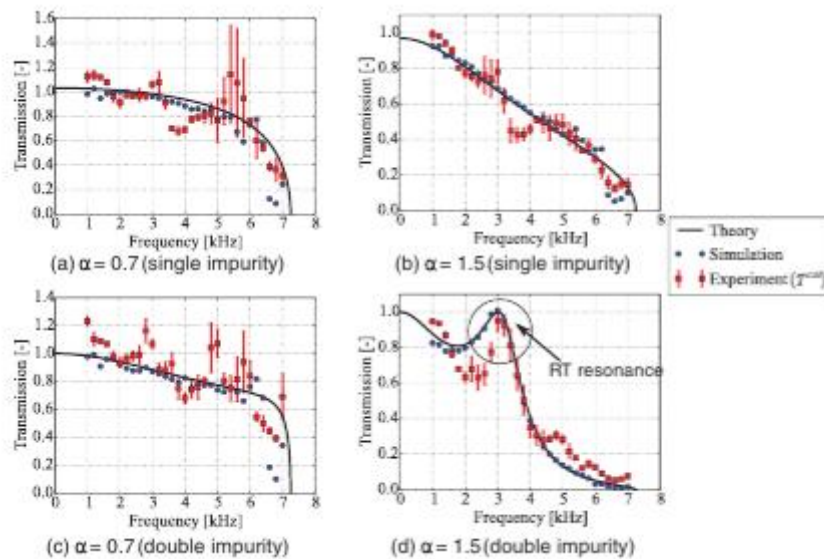 1.6
1.4
1.2
1.0
0.8
0.6
0.4
0.2
0.0
Transmission [-]
0 1 2 3 4 5 6 7 8
Frequency [kHz]
(a) α = 0.7 (single impurity)
1.2
1.0
0.8
0.6
0.4
0.2
0.0
Transmission [-]
0 1 2 3 4 5 6 7 8
Frequency [kHz]
(b) α = 1.5 (single impurity)
Theory
Simulation
Experiment (T
1.4
1.2
1.0
0.8
0.6
0.4
0.2
0.0
Transmission [-]
0 1 2 3 4 5 6 7 8
Frequency [kHz]
(c) α = 0.7 (double impurity)
1.0
0.8
0.6
0.4
0.2
0.0
Transmission [-]
RT resonance
0 1 2 3 4 5 6 7 8
Frequency [kHz]
(d) α = 1.5 (double impurity)